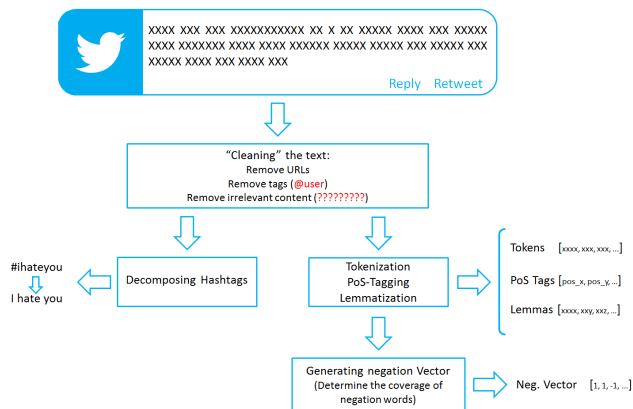 XXXX XXX XXX XXXXXXXXXXX XX X XX XXXXX XXXX XXX XXXXX
XXXX XXXXXXX XXXX XXXX XXXXXX XXXXX XXXXX XXX XXXXX XXX
XXXXX XXXX XXX XXXX XXX
Reply Retweet
“Cleaning” the text:
Remove URLs
Remove tags (@user)
Remove irrelevant content (?????????)
#ihateyou
I hate you
Decomposing Hashtags
Tokenization
PoS-Tagging
Lemmatization
Tokens [xxxx, xxx, xxx, ...]
PoS Tags [pos_x, pos_y, ...]
Lemmas [xxxx, xxy, xxz, ...]
Generating negation Vector
(Determine the coverage of
negation words)
Neg. Vector [1, 1, -1, ...]